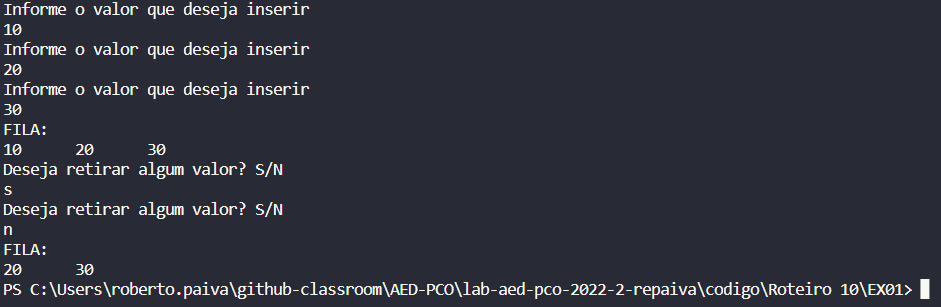 Informe o valor que deseja inserir
10
Informe o valor que deseja inserir
20
Informe o valor que deseja inserir
30
FILA:
10 20 30
Deseja retirar algum valor? S/N
s
Deseja retirar algum valor? S/N
n
FILA:
20 30
PS C:\Users\roberto.paiva\github-classroom\AED-PCO\lab-aed-pco-2022-2-repaiva\codigo\Roteiro 10\EX01>